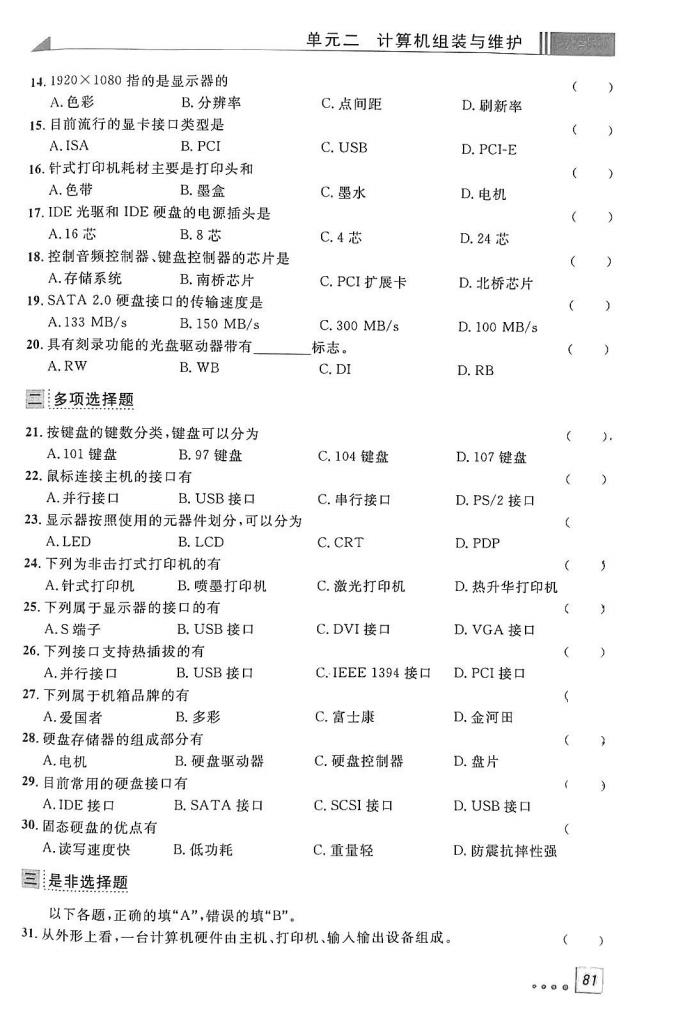 单元二 计算机组装与维护
14. 1920×1080 指的是显示器的 ( )
A. 色彩 B. 分辨率 C. 点间距 D. 刷新率
15. 目前流行的显卡接口类型是 ( )
A. ISA B. PCI C. USB D. PCI-E
16. 针式打印机耗材主要是打印头和 ( )
A. 色带 B. 墨盒 C. 墨水 D. 电机
17. IDE 光驱和 IDE 硬盘的电源插头是 ( )
A. 16 芯 B. 8 芯 C. 4 芯 D. 24 芯
18. 控制音频控制器、键盘控制器的芯片是 ( )
A. 存储系统 B. 南桥芯片 C. PCI 扩展卡 D. 北桥芯片
19. SATA 2.0 硬盘接口的传输速度是 ( )
A. 133 MB/s B. 150 MB/s C. 300 MB/s D. 100 MB/s
20. 具有刻录功能的光盘驱动器带有______标志。 ( )
A. RW B. WB C. DI D. RB
二 多项选择题
21. 按键盘的键数分类,键盘可以分为 ( ).
A. 101 键盘 B. 97 键盘 C. 104 键盘 D. 107 键盘
22. 鼠标连接主机的接口有 ( )
A. 并行接口 B. USB 接口 C. 串行接口 D. PS/2 接口
23. 显示器按照使用的元器件划分,可以分为 (
A. LED B. LCD C. CRT D. PDP
24. 下列为非击打式打印机的有 ( )
A. 针式打印机 B. 喷墨打印机 C. 激光打印机 D. 热升华打印机
25. 下列属于显示器的接口的有 ( )
A. S 端子 B. USB 接口 C. DVI 接口 D. VGA 接口
26. 下列接口支持热插拔的有 ( )
A. 并行接口 B. USB 接口 C. IEEE 1394 接口 D. PCI 接口
27. 下列属于机箱品牌的有 (
A. 爱国者 B. 多彩 C. 富士康 D. 金河田
28. 硬盘存储器的组成部分有 ( )
A. 电机 B. 硬盘驱动器 C. 硬盘控制器 D. 盘片
29. 目前常用的硬盘接口有 ( )
A. IDE 接口 B. SATA 接口 C. SCSI 接口 D. USB 接口
30. 固态硬盘的优点有 (
A. 读写速度快 B. 低功耗 C. 重量轻 D. 防震抗摔性强
三 是非选择题
以下各题,正确的填“A”,错误的填“B”。
31. 从外形上看,一台计算机硬件由主机、打印机、输入输出设备组成。 ( )
81